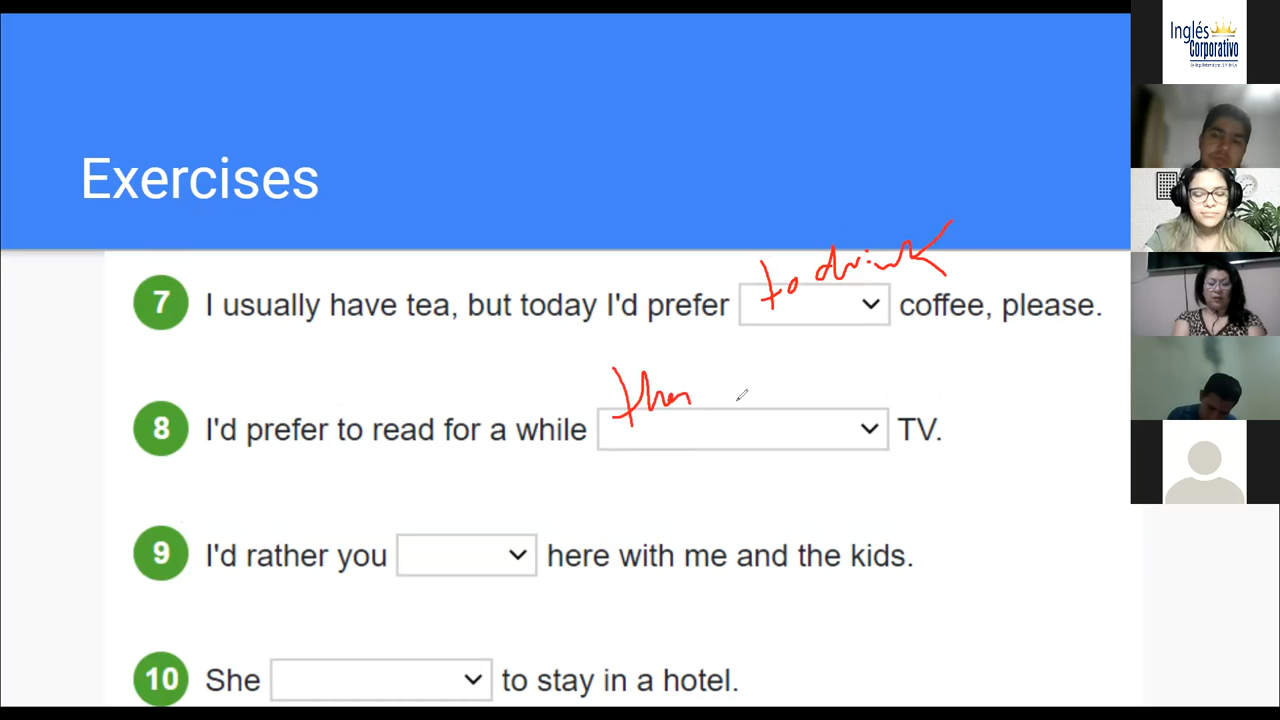 Inglés
Corporativo
Exercises
to drink
7 I usually have tea, but today I'd prefer coffee, please.
then
8 I'd prefer to read for a while TV.
9 I'd rather you here with me and the kids.
10 She to stay in a hotel.